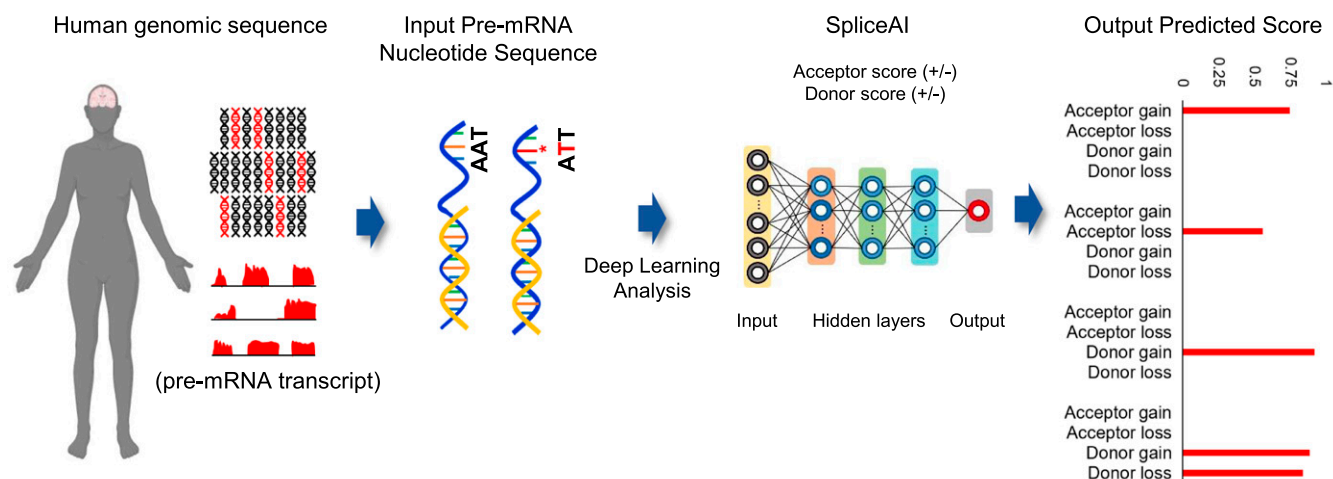 Human genomic sequence
(pre-mRNA transcript)
Input Pre-mRNA
Nucleotide Sequence
AAT
*
ATT
Deep Learning
Analysis
SpliceAI
Acceptor score (+/-)
Donor score (+/-)
Input
Hidden layers
Output
Output Predicted Score
0
0.25
0.5
0.75
1
Acceptor gain
Acceptor loss
Donor gain
Donor loss
Acceptor gain
Acceptor loss
Donor gain
Donor loss
Acceptor gain
Acceptor loss
Donor gain
Donor loss
Acceptor gain
Acceptor loss
Donor gain
Donor loss